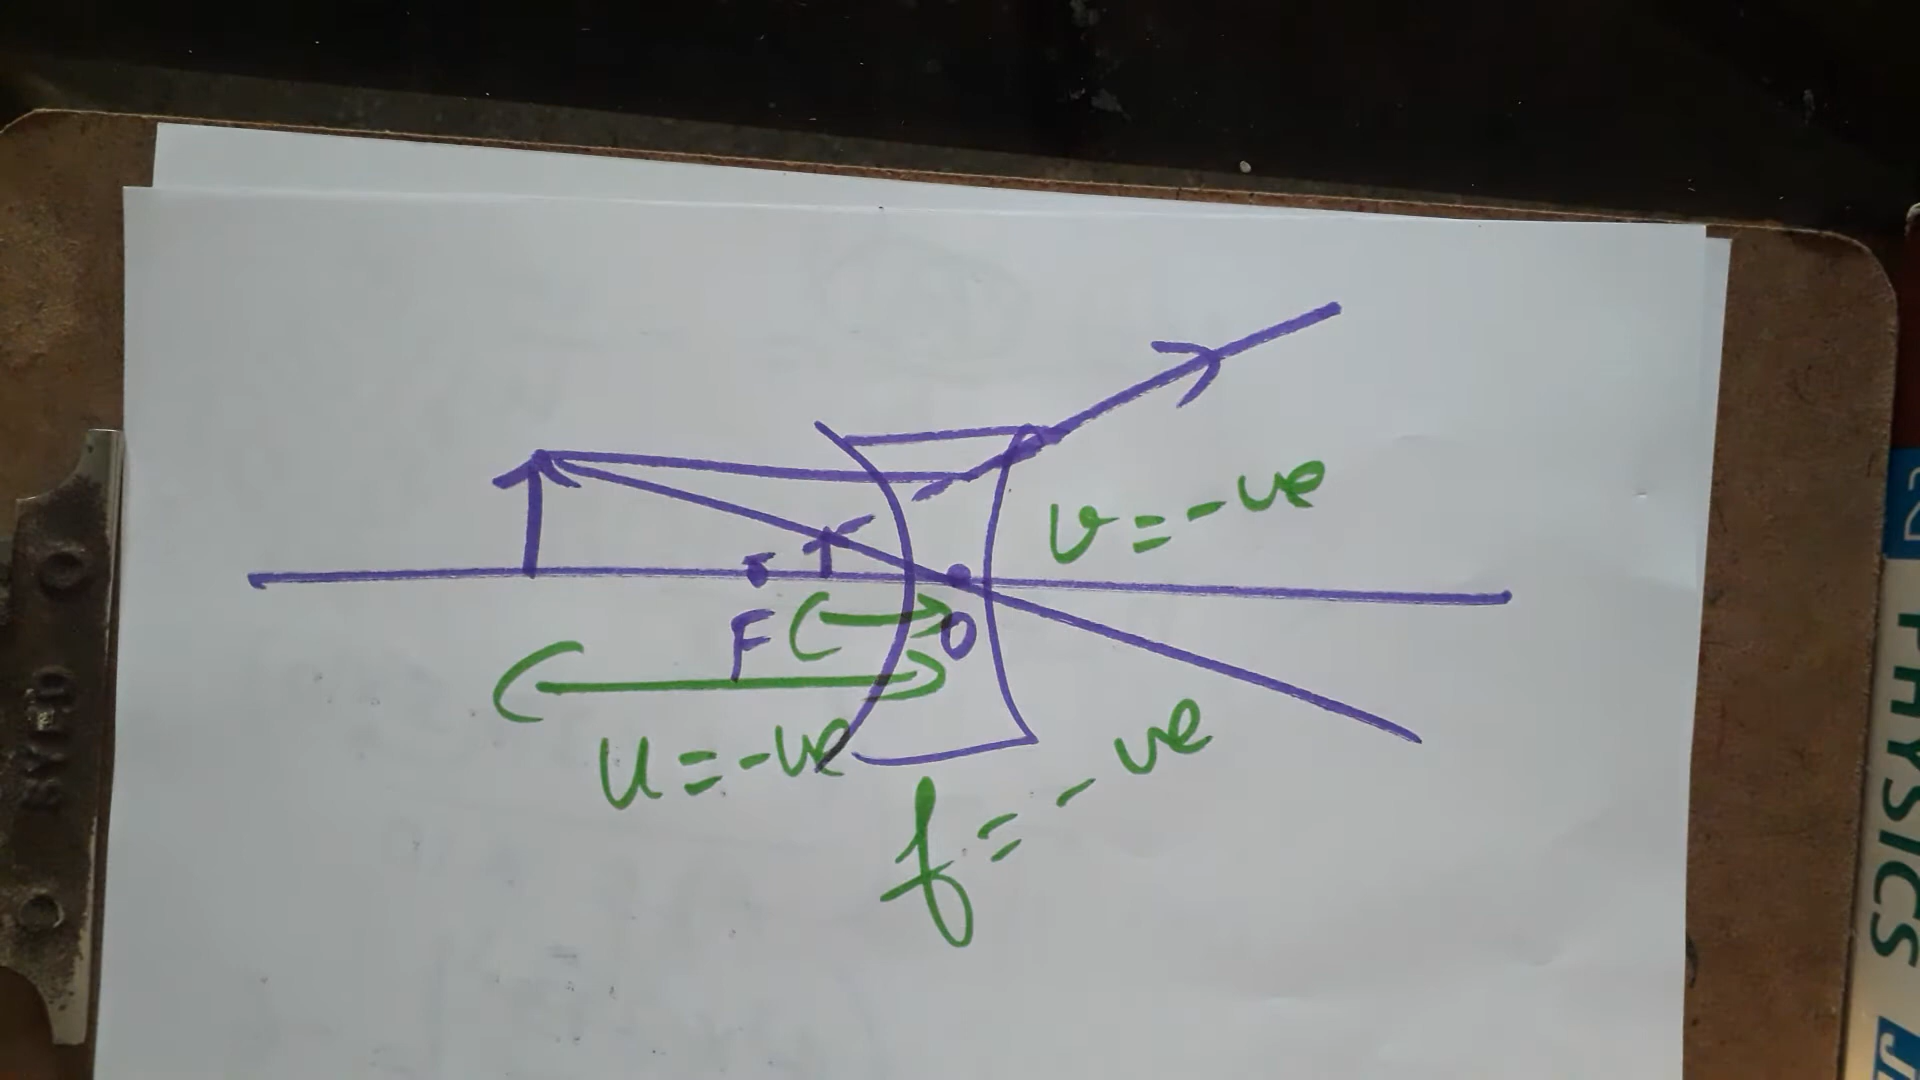 v = -ve
F
O
u = -ve
f = -ve
PHYSICS